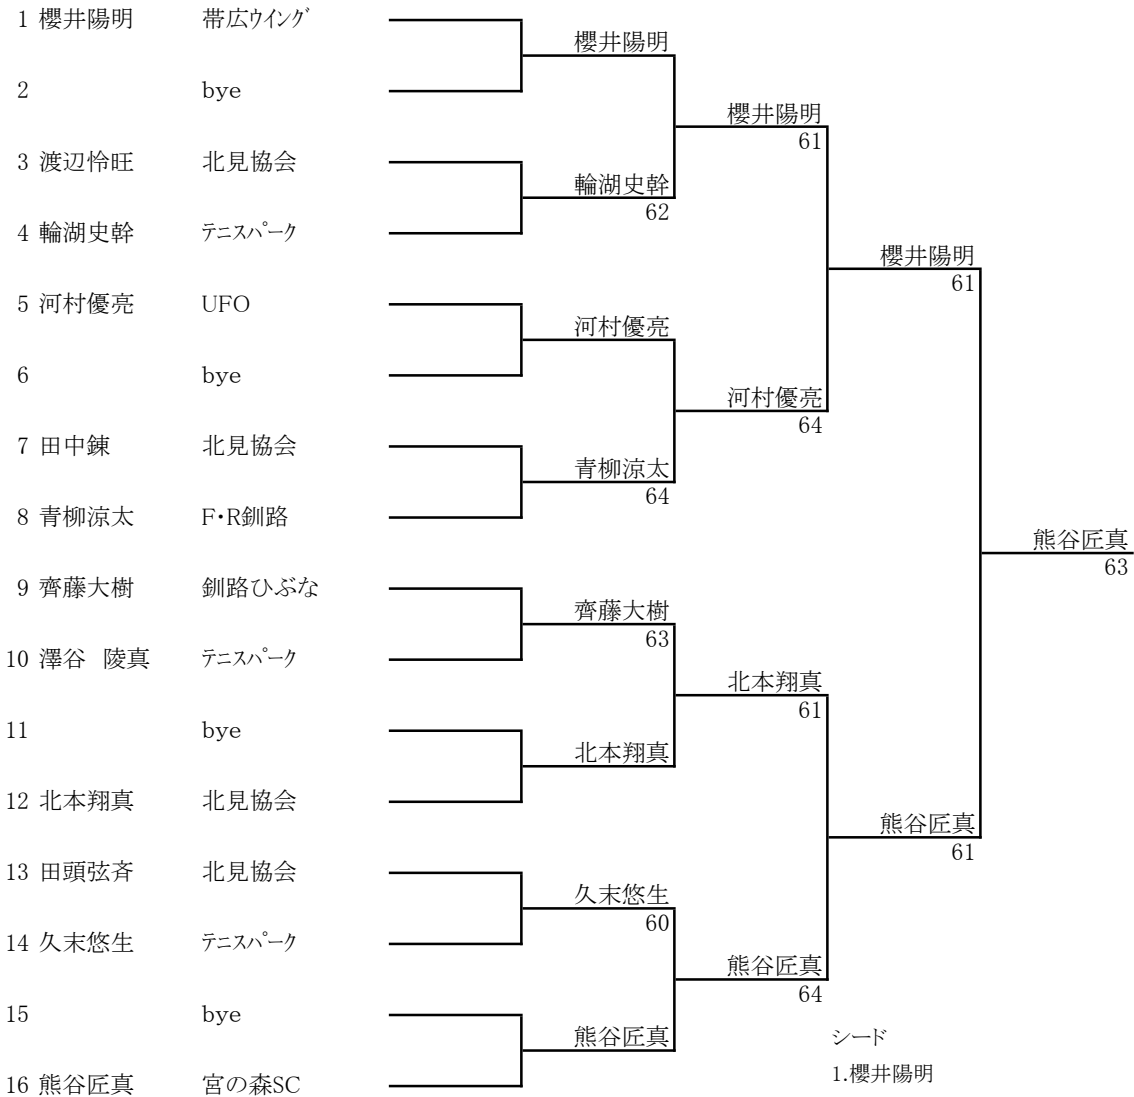 1 櫻井陽明 帯広ウイング
櫻井陽明
2 bye
櫻井陽明
61
3 渡辺怜旺 北見協会
輪湖史幹
62
4 輪湖史幹 テニスパーク
櫻井陽明
61
5 河村優亮 UFO
河村優亮
6 bye
河村優亮
64
7 田中錬 北見協会
青柳涼太
64
8 青柳涼太 F・R釧路
熊谷匠真
63
9 齊藤大樹 釧路ひぶな
齊藤大樹
63
10 澤谷 陵真 テニスパーク
北本翔真
61
11 bye
北本翔真
12 北本翔真 北見協会
熊谷匠真
61
13 田頭弦斉 北見協会
久末悠生
60
14 久末悠生 テニスパーク
熊谷匠真
64
15 bye
熊谷匠真
シード
1.櫻井陽明
16 熊谷匠真 宮の森SC